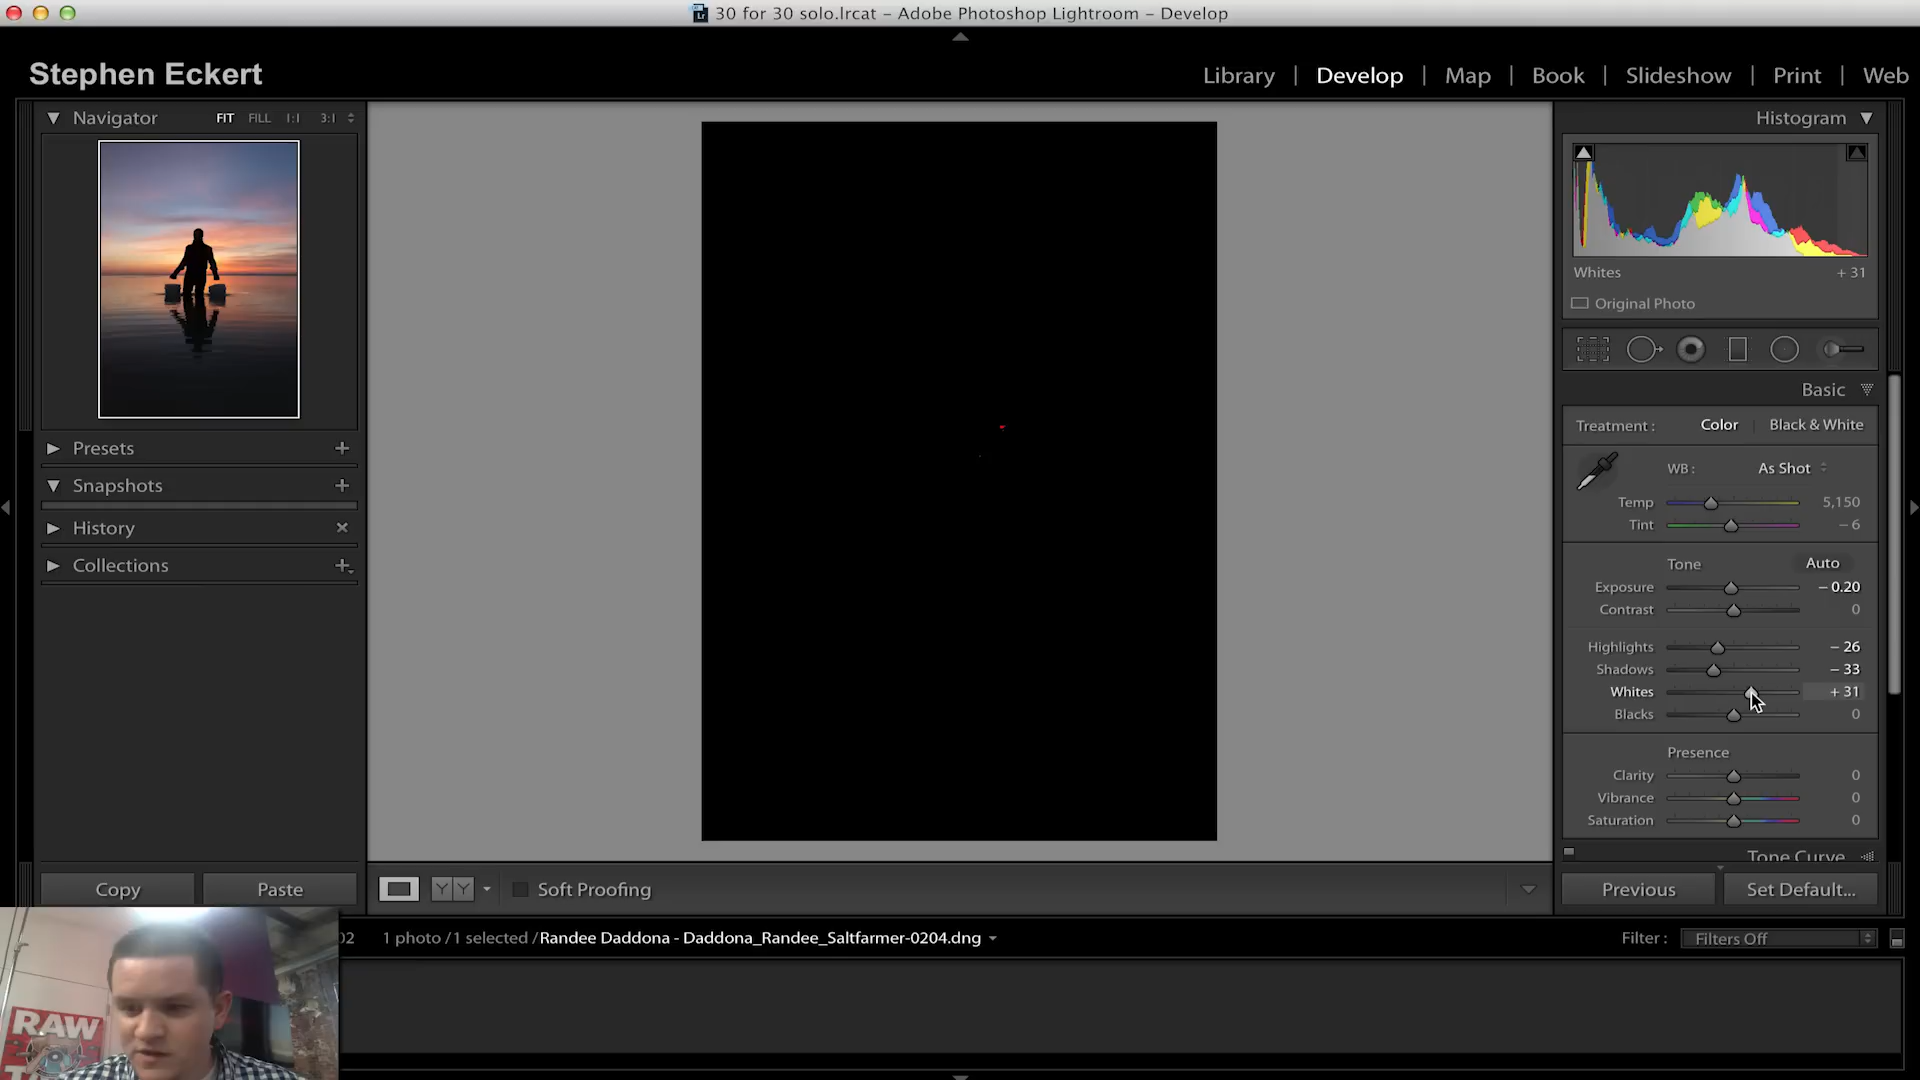 30 for 30 solo.lrcat – Adobe Photoshop Lightroom – Develop
Stephen Eckert
Library | Develop | Map | Book | Slideshow | Print | Web
Navigator FIT FILL 1:1 3:1
Presets
Snapshots
History
Collections
Copy Paste
Histogram
Whites + 31
Original Photo
Basic
Treatment : Color Black & White
WB : As Shot
Temp 5,150
Tint – 6
Tone Auto
Exposure – 0.20
Contrast 0
Highlights – 26
Shadows – 33
Whites + 31
Blacks 0
Presence
Clarity 0
Vibrance 0
Saturation 0
Tone Curve
Previous Set Default...
YY Soft Proofing
02 1 photo / 1 selected / Randee Daddona - Daddona_Randee_Saltfarmer-0204.dng
Filter : Filters Off
RAW